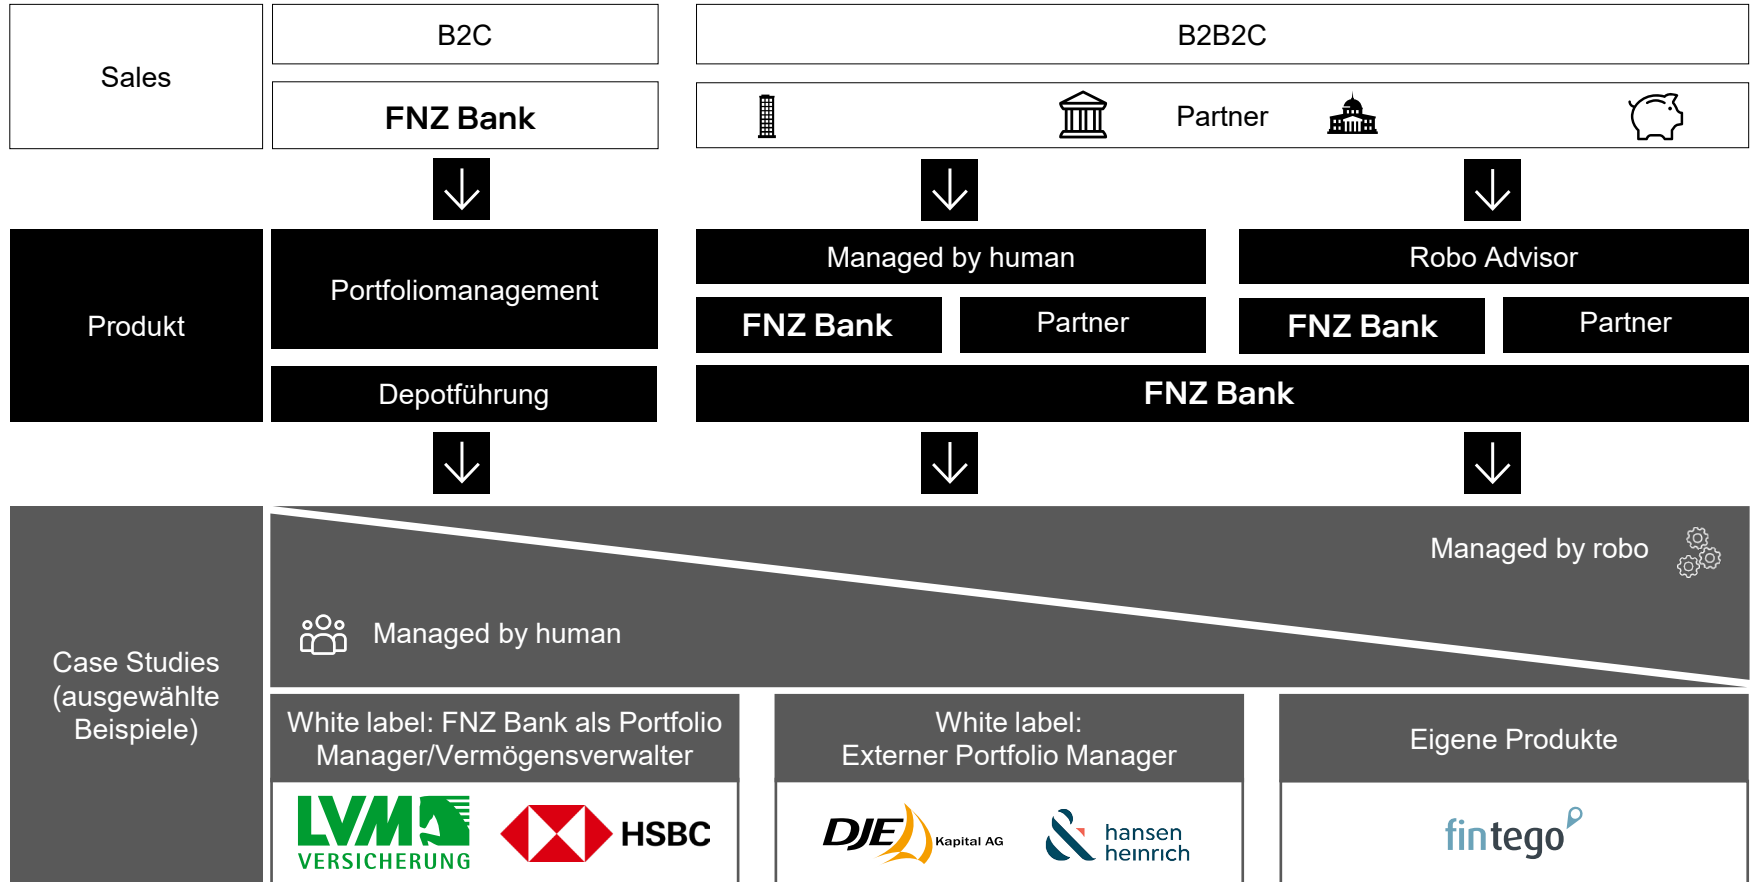 Sales
B2C
B2B2C
FNZ Bank
Partner
Produkt
Portfoliomanagement
Depotführung
Managed by human
Robo Advisor
FNZ Bank
Partner
FNZ Bank
Partner
FNZ Bank
Case Studies
(ausgewählte
Beispiele)
Managed by robo
Managed by human
White label: FNZ Bank als Portfolio
Manager/Vermögensverwalter
White label:
Externer Portfolio Manager
Eigene Produkte
LVM
VERSICHERUNG
HSBC
DJE Kapital AG
hansen
heinrich
fintego